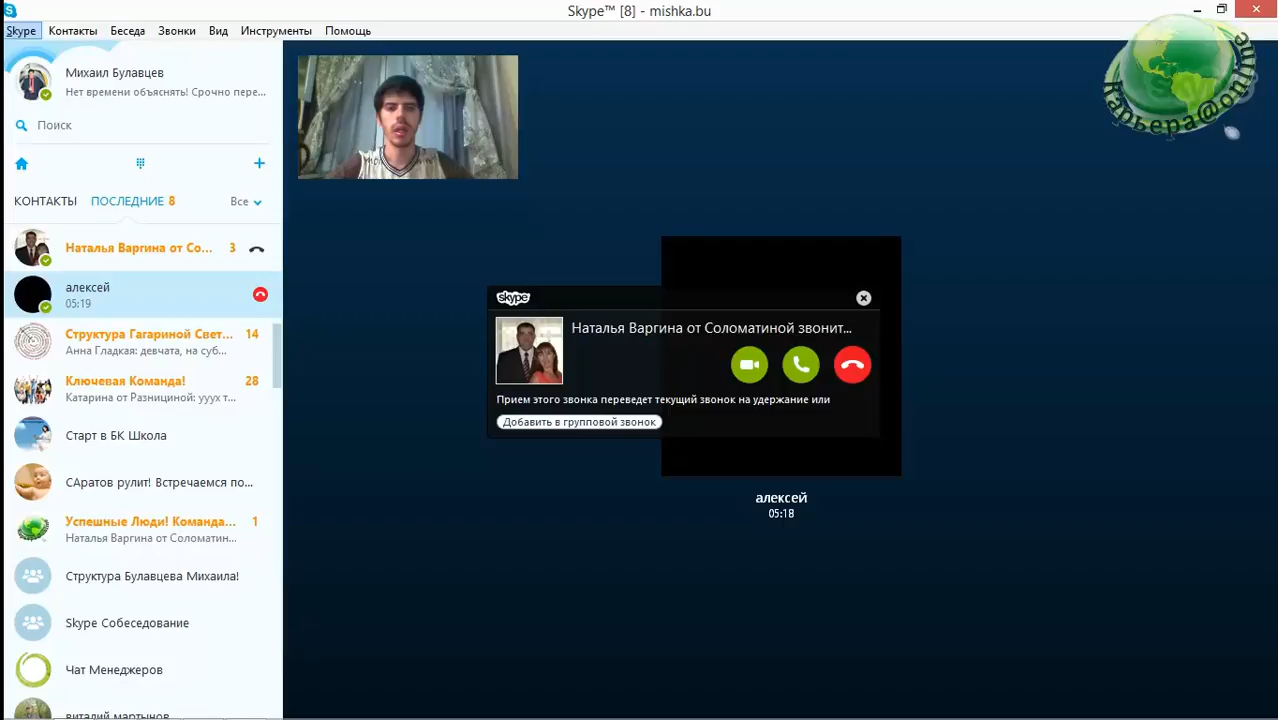 Skype™ [8] - mishka.bu
Skype Контакты Беседа Звонки Вид Инструменты Помощь
Михаил Булавцев
Нет времени объяснять! Срочно пере...
Поиск
КОНТАКТЫ ПОСЛЕДНИЕ 8 Все
Наталья Варгина от Со... 3
алексей
05:19
Структура Гагариной Свет... 14
Анна Гладкая: девчата, на суб...
Ключевая Команда! 28
Катарина от Разнициной: ууух т...
Старт в БК Школа
САратов рулит! Встречаемся по...
Успешные Люди! Команда... 1
Наталья Варгина от Соломатин...
Структура Булавцева Михаила!
Skype Собеседование
Чат Менеджеров
виталий мартынов
skype
Наталья Варгина от Соломатиной звонит...
Прием этого звонка переведет текущий звонок на удержание или
Добавить в групповой звонок
алексей
05:18
Карьера@online